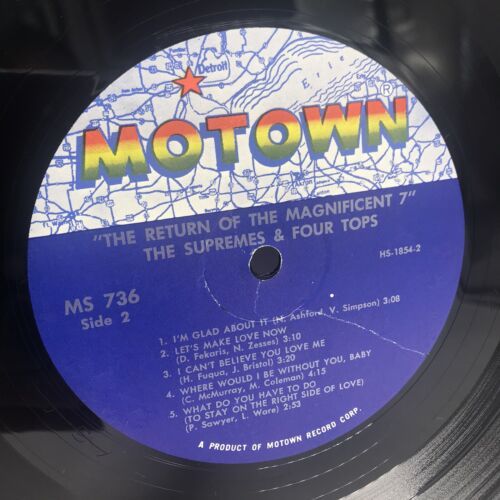 Detroit
Erie
MOTOWN®
"THE RETURN OF THE MAGNIFICENT 7"
THE SUPREMES & FOUR TOPS
HS-1854-2
MS 736
Side 2
1. I'M GLAD ABOUT IT (N. Ashford, V. Simpson) 3:08
2. LET'S MAKE LOVE NOW
(D. Fekaris, N. Zesses) 3:10
3. I CAN'T BELIEVE YOU LOVE ME
(H. Fuqua, J. Bristol) 3:20
4. WHERE WOULD I BE WITHOUT YOU, BABY
(C. McMurray, M. Coleman) 4:15
5. WHAT DO YOU HAVE TO DO
(TO STAY ON THE RIGHT SIDE OF LOVE)
(P. Sawyer, L. Ware) 2:53
A PRODUCT OF MOTOWN RECORD CORP.